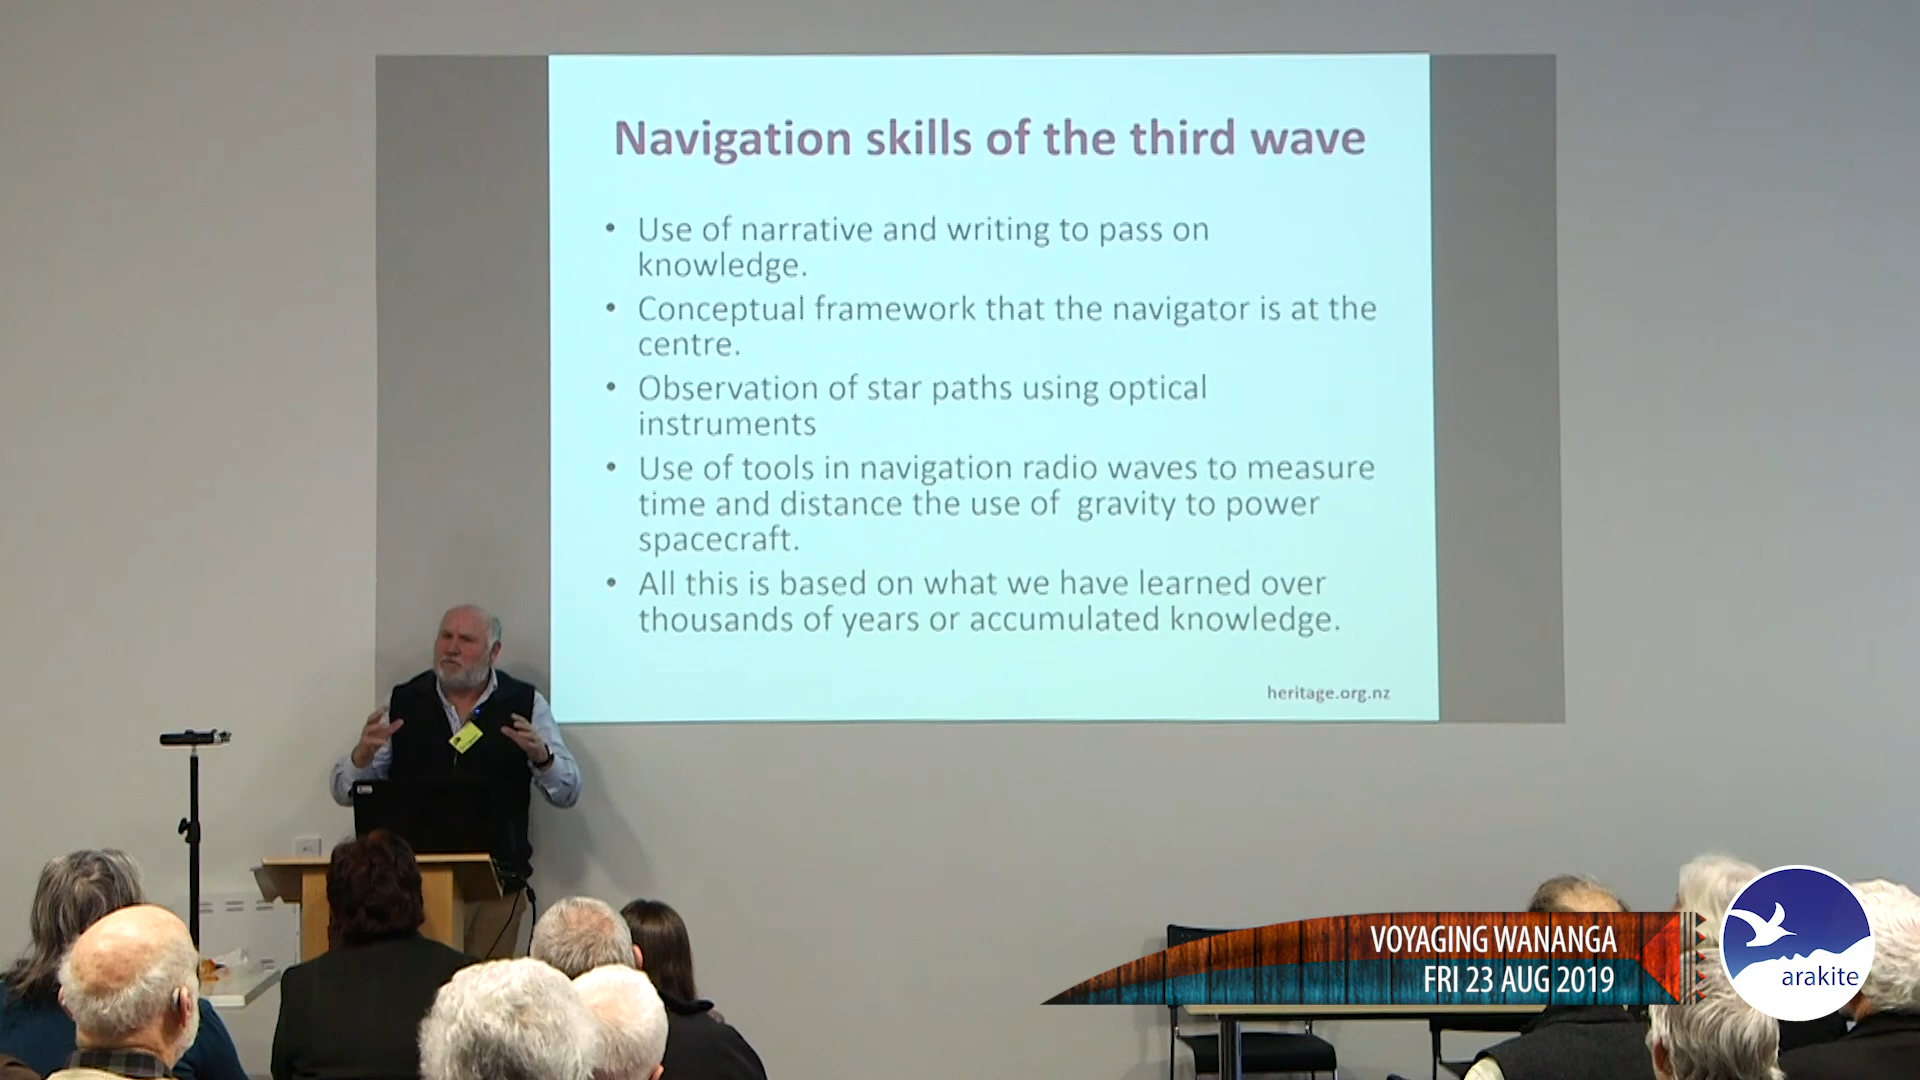 Navigation skills of the third wave
• Use of narrative and writing to pass on
knowledge.
• Conceptual framework that the navigator is at the
centre.
• Observation of star paths using optical
instruments
• Use of tools in navigation radio waves to measure
time and distance the use of  gravity to power
spacecraft.
• All this is based on what we have learned over
thousands of years or accumulated knowledge.
heritage.org.nz
VOYAGING WANANGA
FRI 23 AUG 2019
arakite